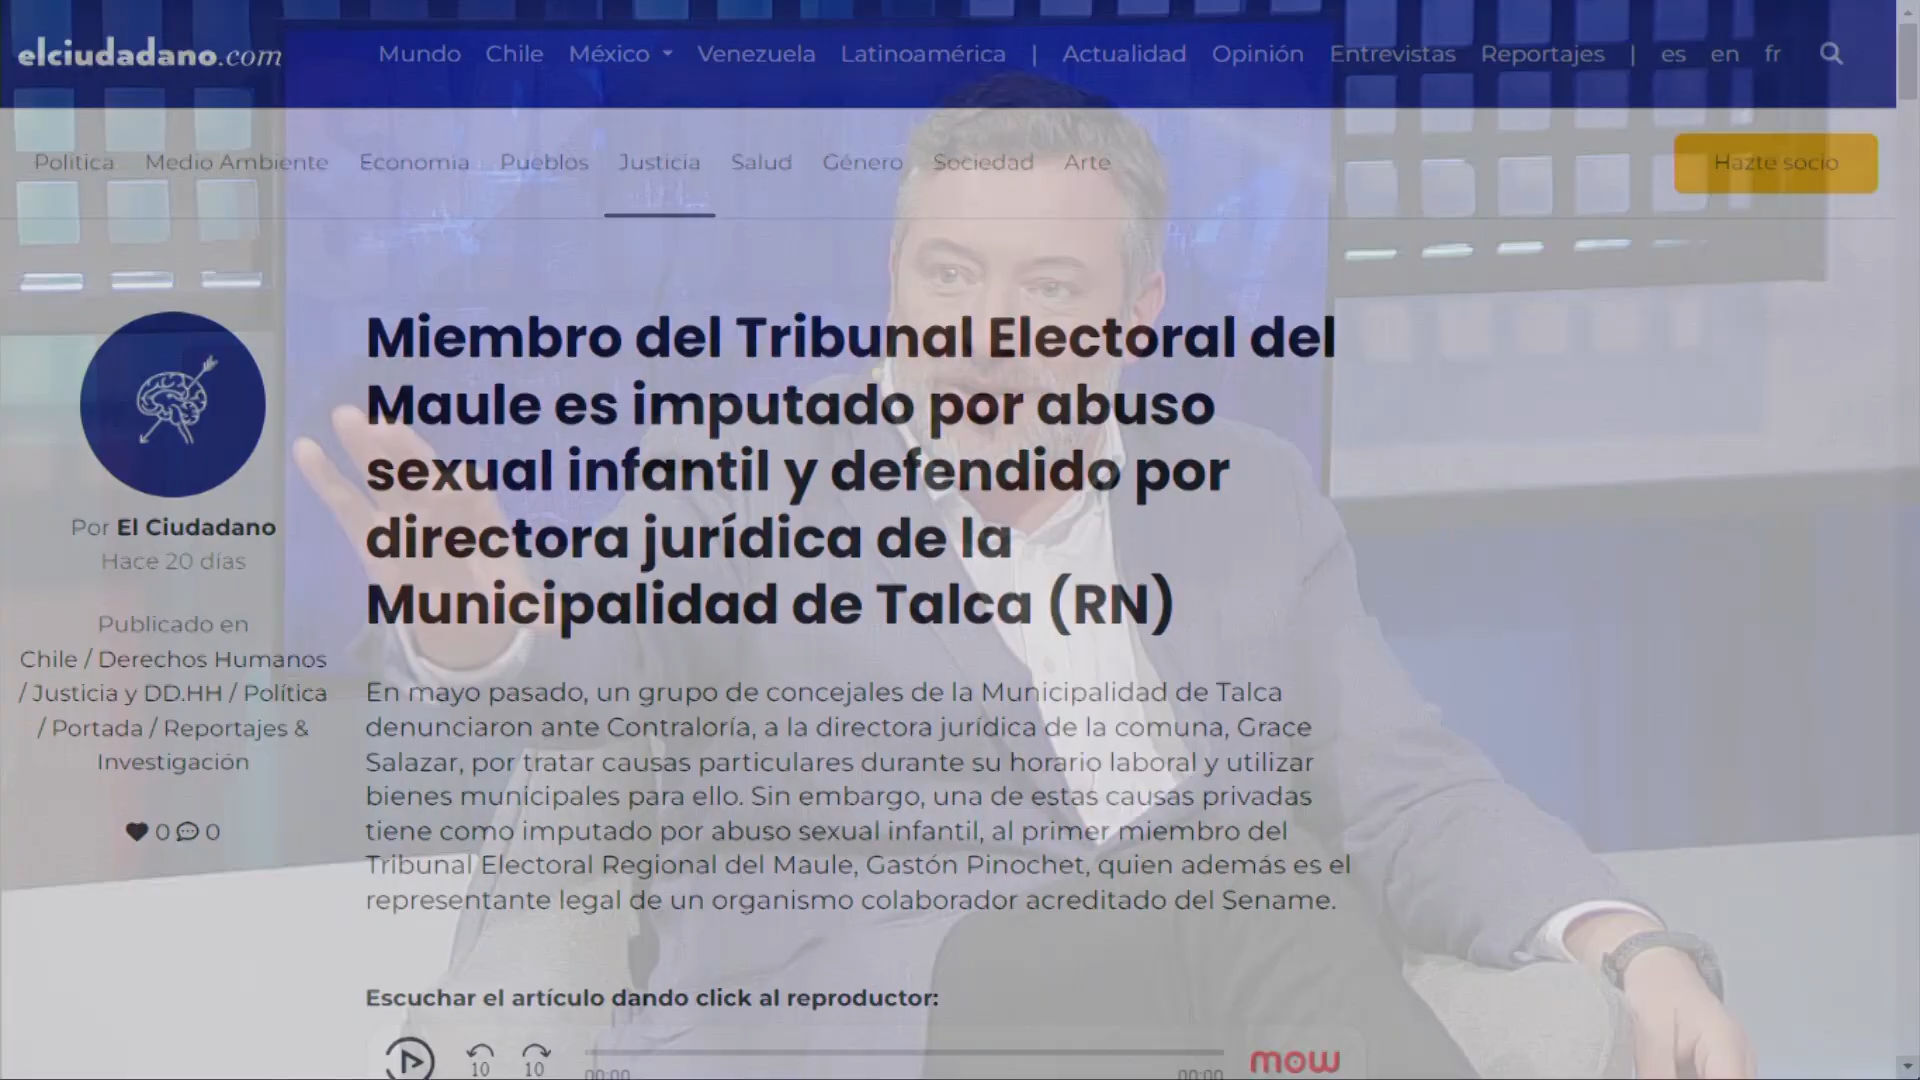 elciudadano.com
Mundo Chile México Venezuela Latinoamérica | Actualidad Opinión Entrevistas Reportajes | es en fr
Política Medio Ambiente Economia Pueblos Justicia Salud Género Sociedad Arte
Hazte socio
Miembro del Tribunal Electoral del
Maule es imputado por abuso
sexual infantil y defendido por
directora jurídica de la
Municipalidad de Talca (RN)
Por El Ciudadano
Hace 20 días
Publicado en
Chile / Derechos Humanos
/ Justicia y DD.HH / Política
/ Portada / Reportajes &
Investigación
0 0
En mayo pasado, un grupo de concejales de la Municipalidad de Talca
denunciaron ante Contraloría, a la directora jurídica de la comuna, Grace
Salazar, por tratar causas particulares durante su horario laboral y utilizar
bienes municipales para ello. Sin embargo, una de estas causas privadas
tiene como imputado por abuso sexual infantil, al primer miembro del
Tribunal Electoral Regional del Maule, Gastón Pinochet, quien además es el
representante legal de un organismo colaborador acreditado del Sename.
Escuchar el artículo dando click al reproductor:
10 10 00:00 00:00 mow